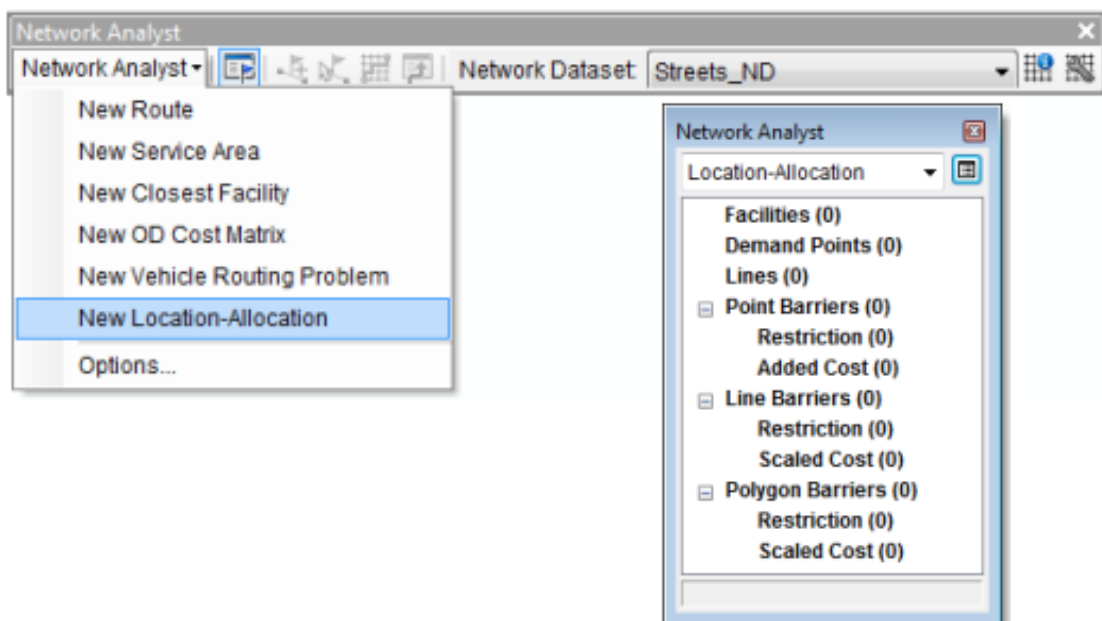 Network Analyst
Network Analyst Network Dataset: Streets_ND
New Route
New Service Area
New Closest Facility
New OD Cost Matrix
New Vehicle Routing Problem
New Location-Allocation
Options...
Network Analyst
Location-Allocation
Facilities (0)
Demand Points (0)
Lines (0)
Point Barriers (0)
Restriction (0)
Added Cost (0)
Line Barriers (0)
Restriction (0)
Scaled Cost (0)
Polygon Barriers (0)
Restriction (0)
Scaled Cost (0)